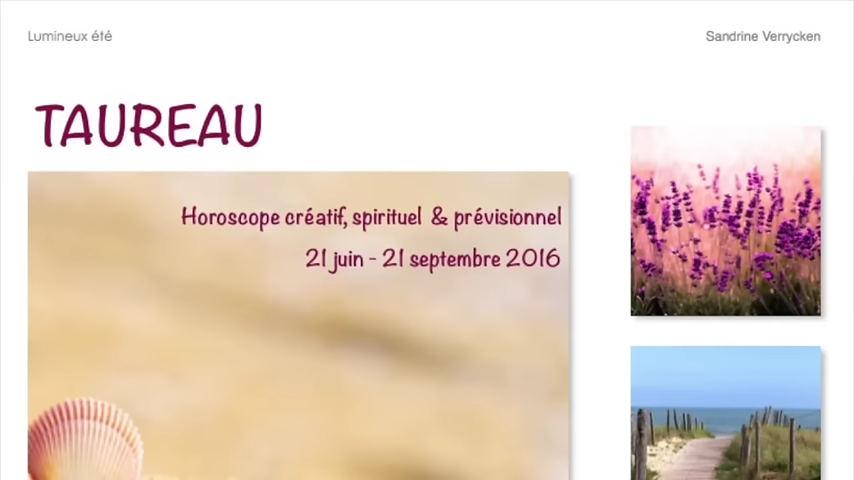 Lumineux été
Sandrine Verrycken
TAUREAU
Horoscope créatif, spirituel & prévisionnel
21 juin - 21 septembre 2016